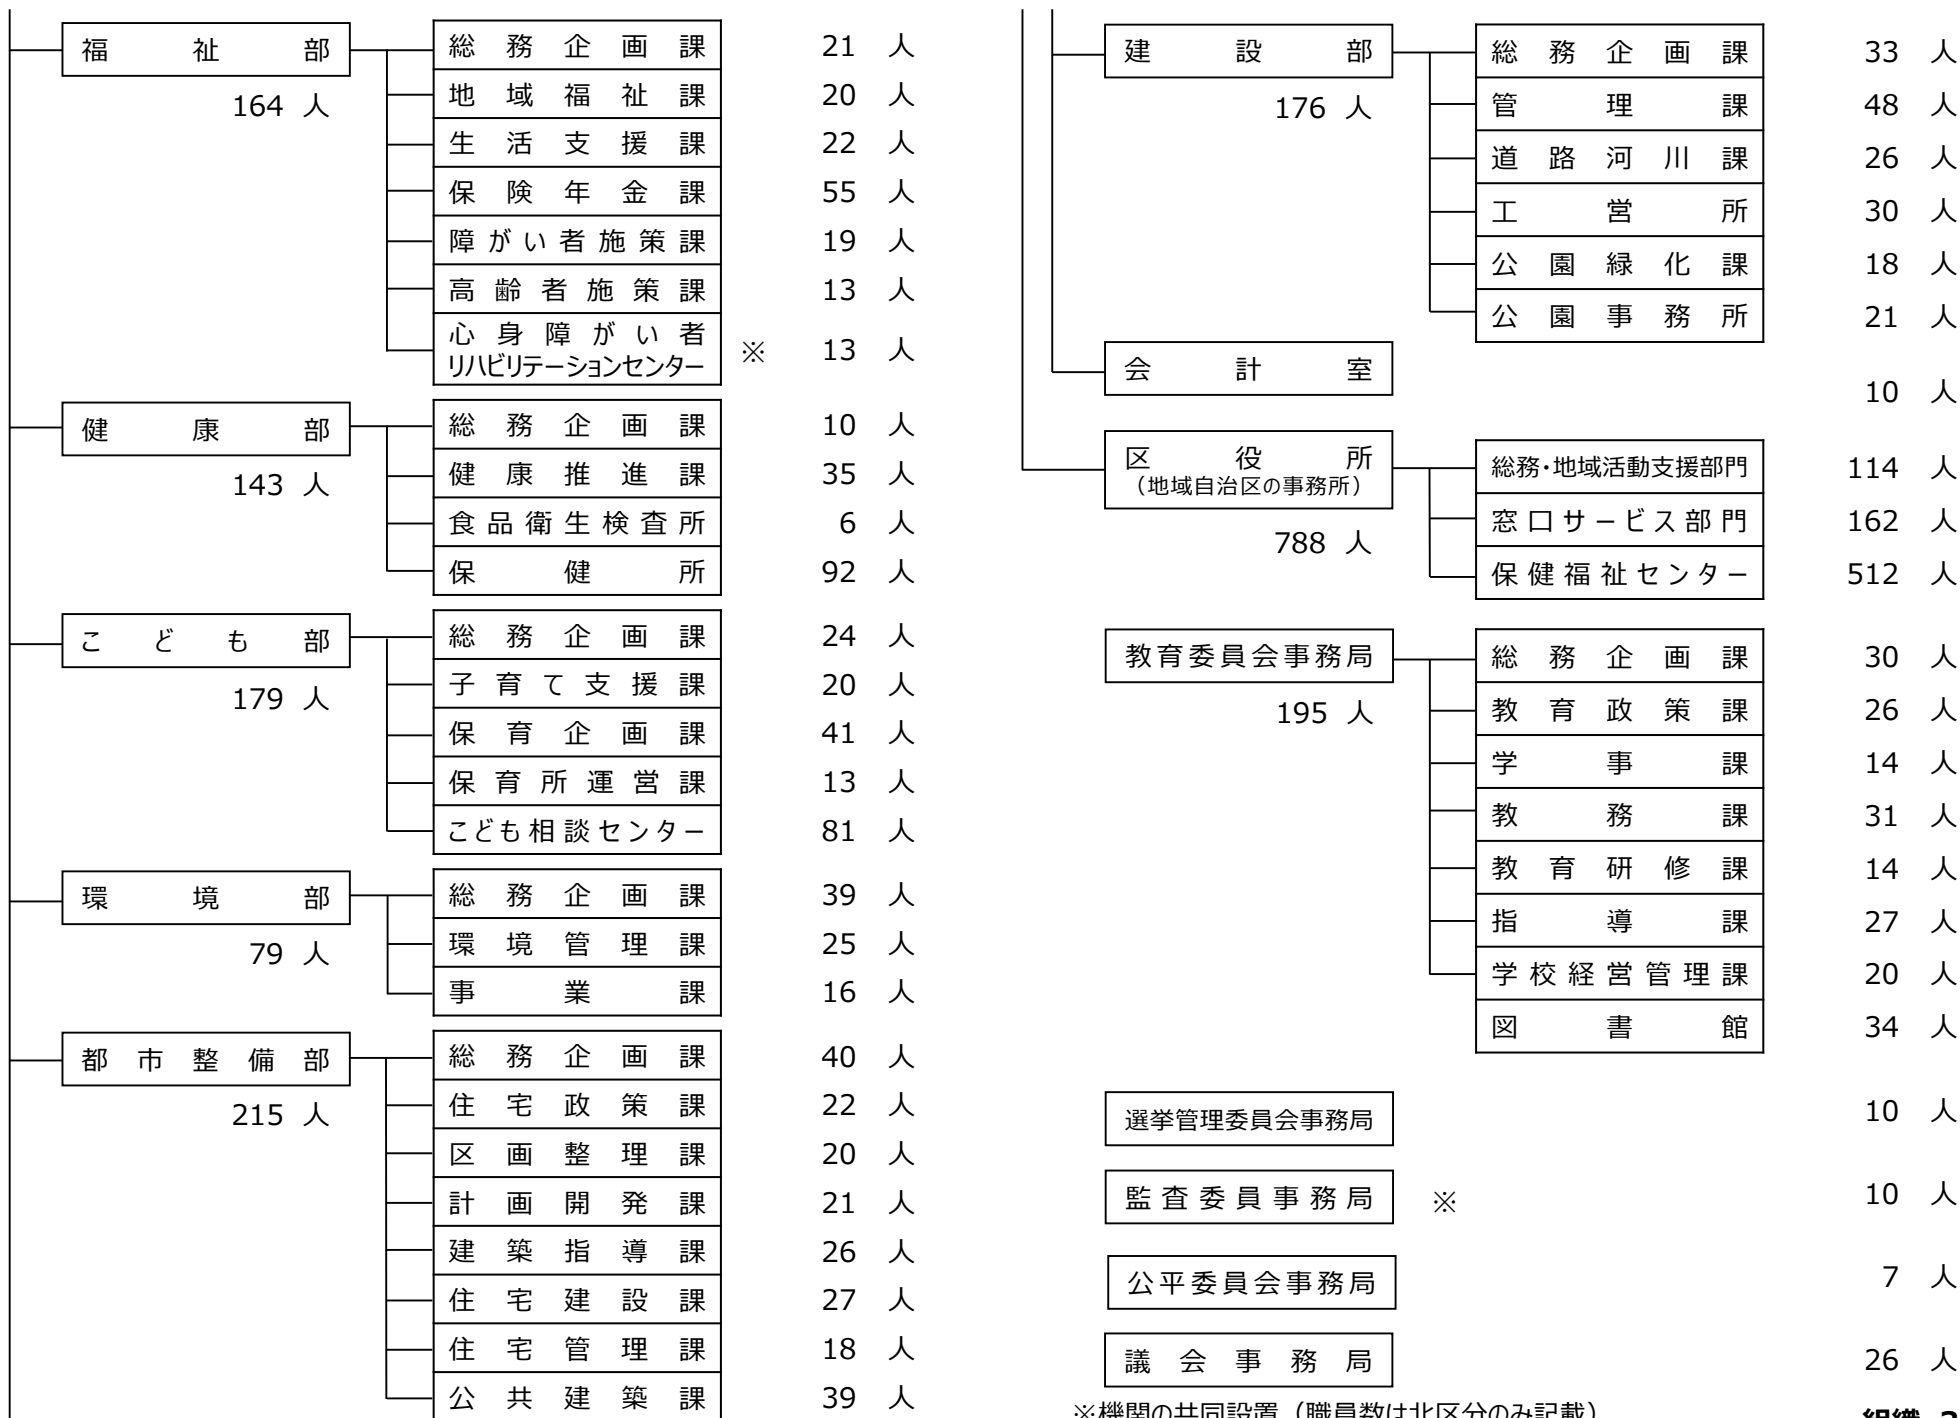 福祉部
164 人
総務企画課 21 人
地域福祉課 20 人
生活支援課 22 人
保険年金課 55 人
障がい者施策課 19 人
高齢者施策課 13 人
心身障がい者
リハビリテーションセンター ※ 13 人
健康部
143 人
総務企画課 10 人
健康推進課 35 人
食品衛生検査所 6 人
保健所 92 人
こども部
179 人
総務企画課 24 人
子育て支援課 20 人
保育企画課 41 人
保育所運営課 13 人
こども相談センター 81 人
環境部
79 人
総務企画課 39 人
環境管理課 25 人
事業課 16 人
都市整備部
215 人
総務企画課 40 人
住宅政策課 22 人
区画整理課 20 人
計画開発課 21 人
建築指導課 26 人
住宅建設課 27 人
住宅管理課 18 人
公共建築課 39 人
建設部
176 人
総務企画課 33 人
管理課 48 人
道路河川課 26 人
工営所 30 人
公園緑化課 18 人
公園事務所 21 人
会計室 10 人
区役所
（地域自治区の事務所）
788 人
総務・地域活動支援部門 114 人
窓口サービス部門 162 人
保健福祉センター 512 人
教育委員会事務局
195 人
総務企画課 30 人
教育政策課 26 人
学事課 14 人
教務課 31 人
教育研修課 14 人
指導課 27 人
学校経営管理課 20 人
図書館 34 人
選挙管理委員会事務局 10 人
監査委員事務局 ※ 10 人
公平委員会事務局 7 人
議会事務局 26 人
※機関の共同設置（職員数は北区分のみ記載）